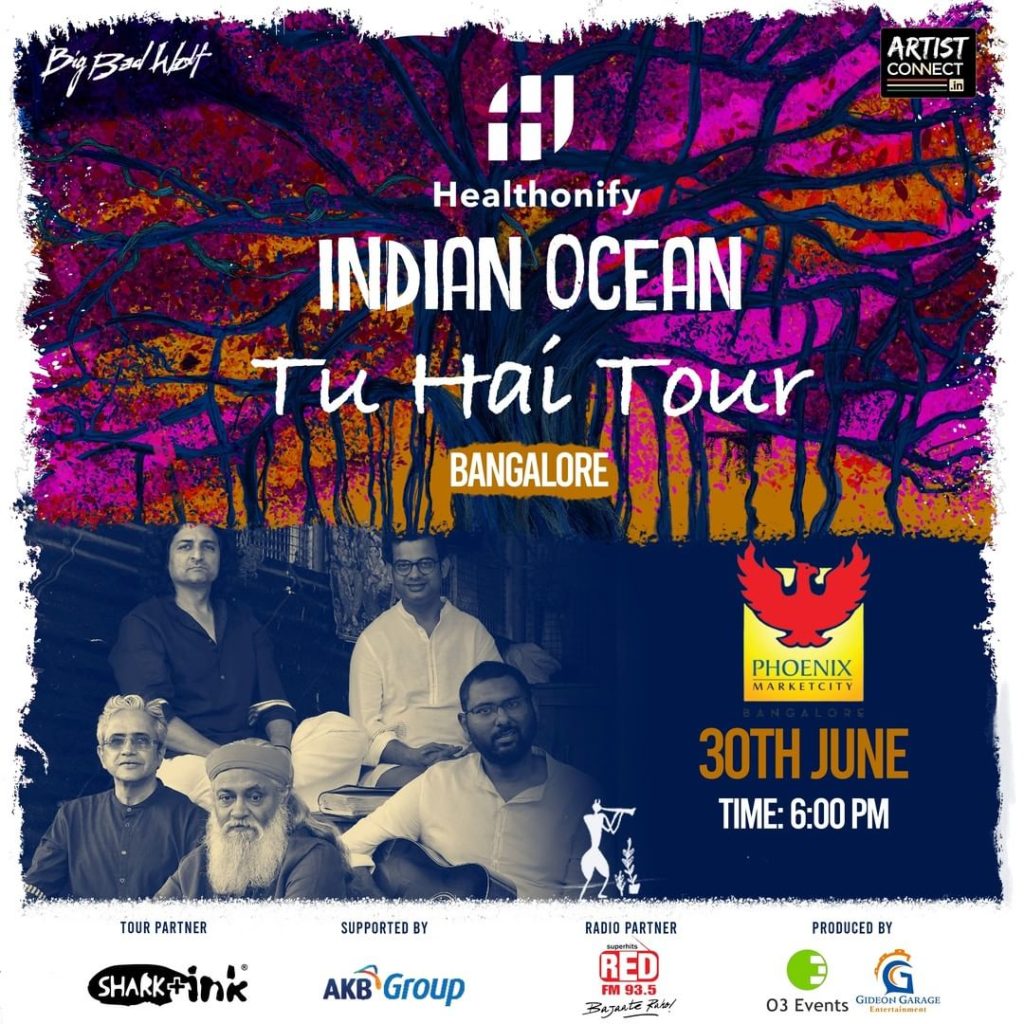 Big Bad Wolf
ARTIST
CONNECT
.in
Healthonify
INDIAN OCEAN
Tu Hai Tour
BANGALORE
PHOENIX
MARKETCITY
BANGALORE
30TH JUNE
TIME: 6:00 PM
TOUR PARTNER
SUPPORTED BY
RADIO PARTNER
PRODUCED BY
SHARK+ink®
AKB Group
superhits
RED
FM 93.5
Bajaate Raho!
O3 Events
GIDEON GARAGE
Entertainment